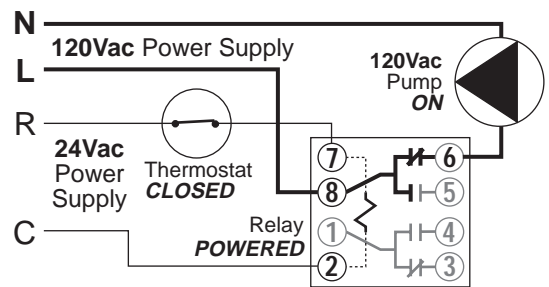 N
120Vac Power Supply
L
120Vac
Pump
ON
R
24Vac
Power
Supply
Thermostat
CLOSED
C
Relay
POWERED
7
6
8
5
1
4
2
3